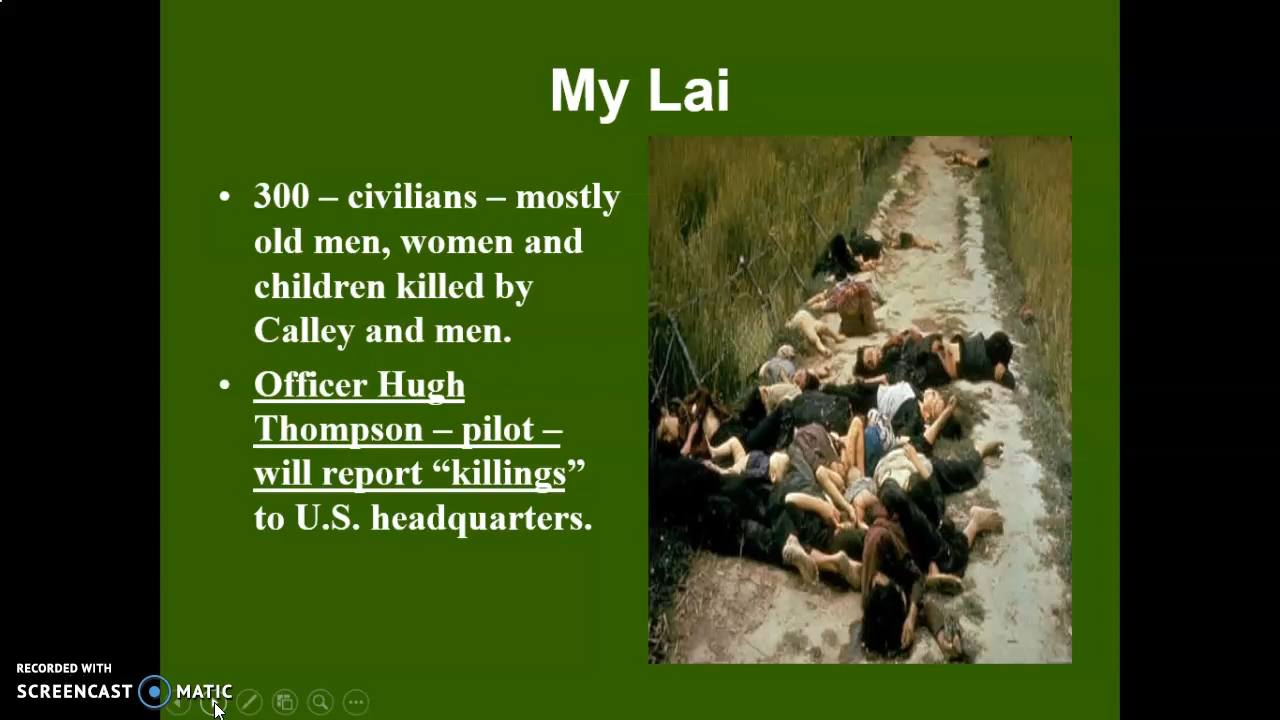 My Lai
• 300 – civilians – mostly
old men, women and
children killed by
Calley and men.
• Officer Hugh
Thompson – pilot –
will report “killings”
to U.S. headquarters.
RECORDED WITH
SCREENCAST MATIC